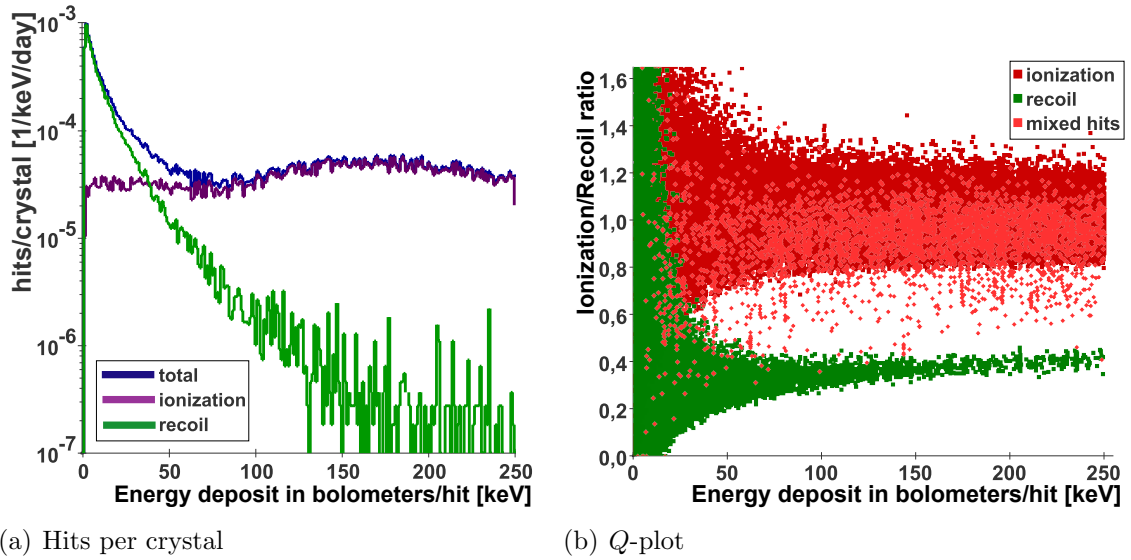 hits/crystal [1/keV/day]
10-3
10-4
10-5
10-6
10-7
total
ionization
recoil
0 50 100 150 200 250
Energy deposit in bolometers/hit [keV]
(a) Hits per crystal
Ionization/Recoil ratio
1,6
1,4
1,2
1,0
0,8
0,6
0,4
0,2
0,0
ionization
recoil
mixed hits
50 100 150 200 250
Energy deposit in bolometers/hit [keV]
(b) Q-plot